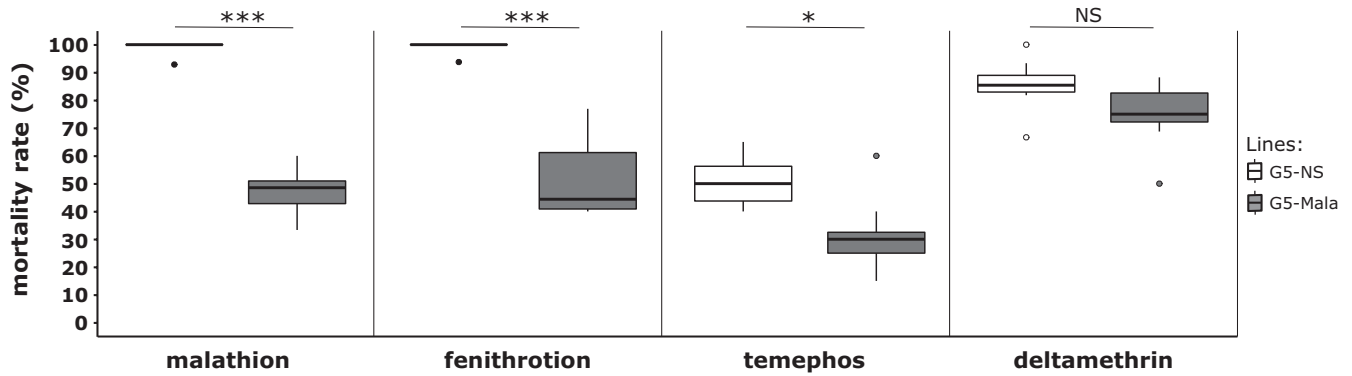 *** *** * NS
mortality rate (%)
100
90
80
70
60
50
40
30
20
10
0
malathion fenithrotion temephos deltamethrin
Lines:
G5-NS
G5-Mala